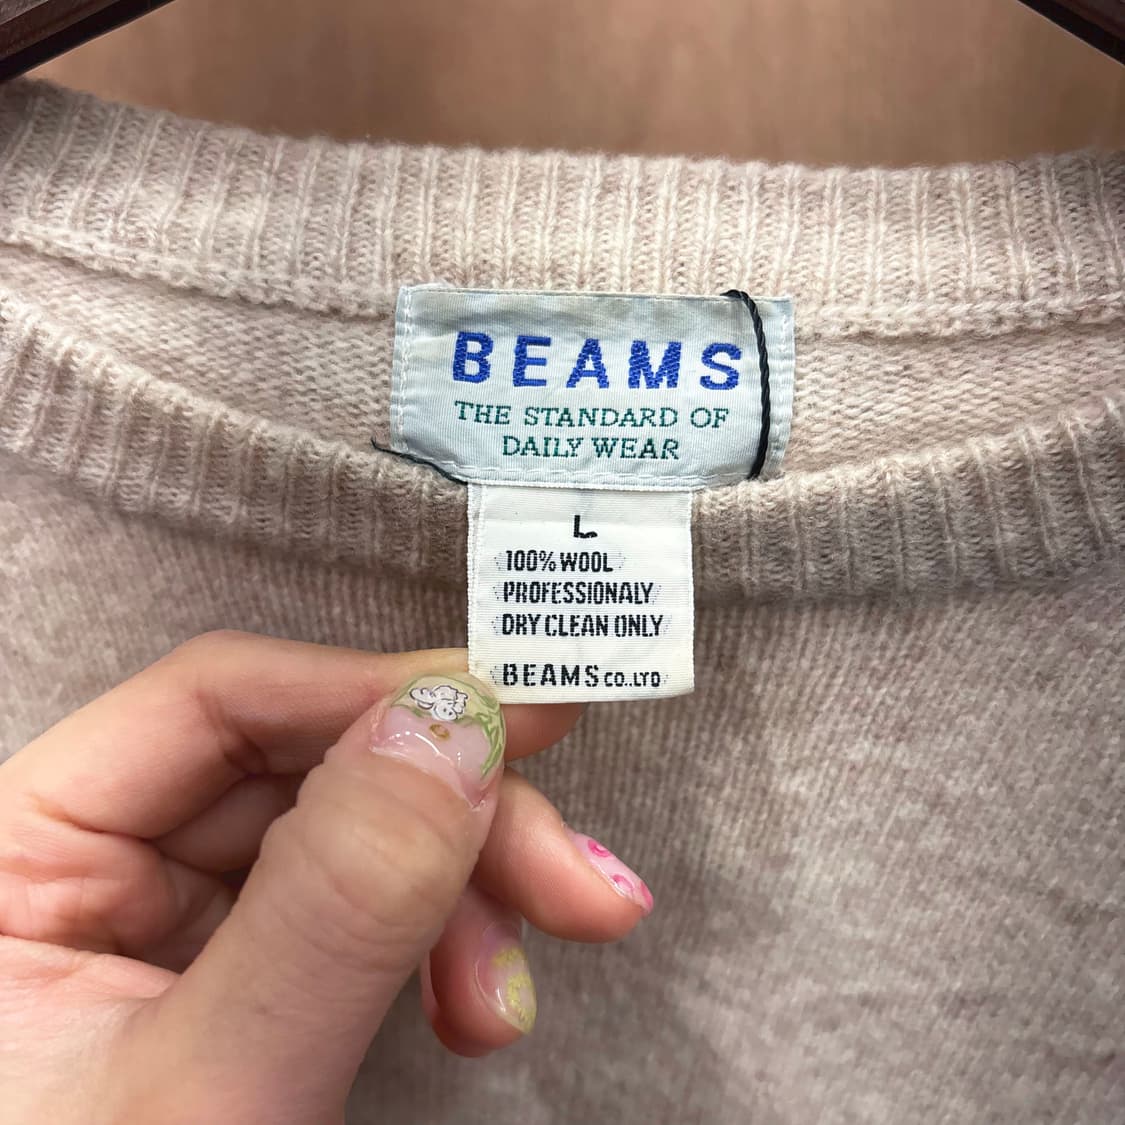 BEAMS
THE STANDARD OF
DAILY WEAR
L
100% WOOL
PROFESSIONALY
DRY CLEAN ONLY
BEAMS CO.,LTD